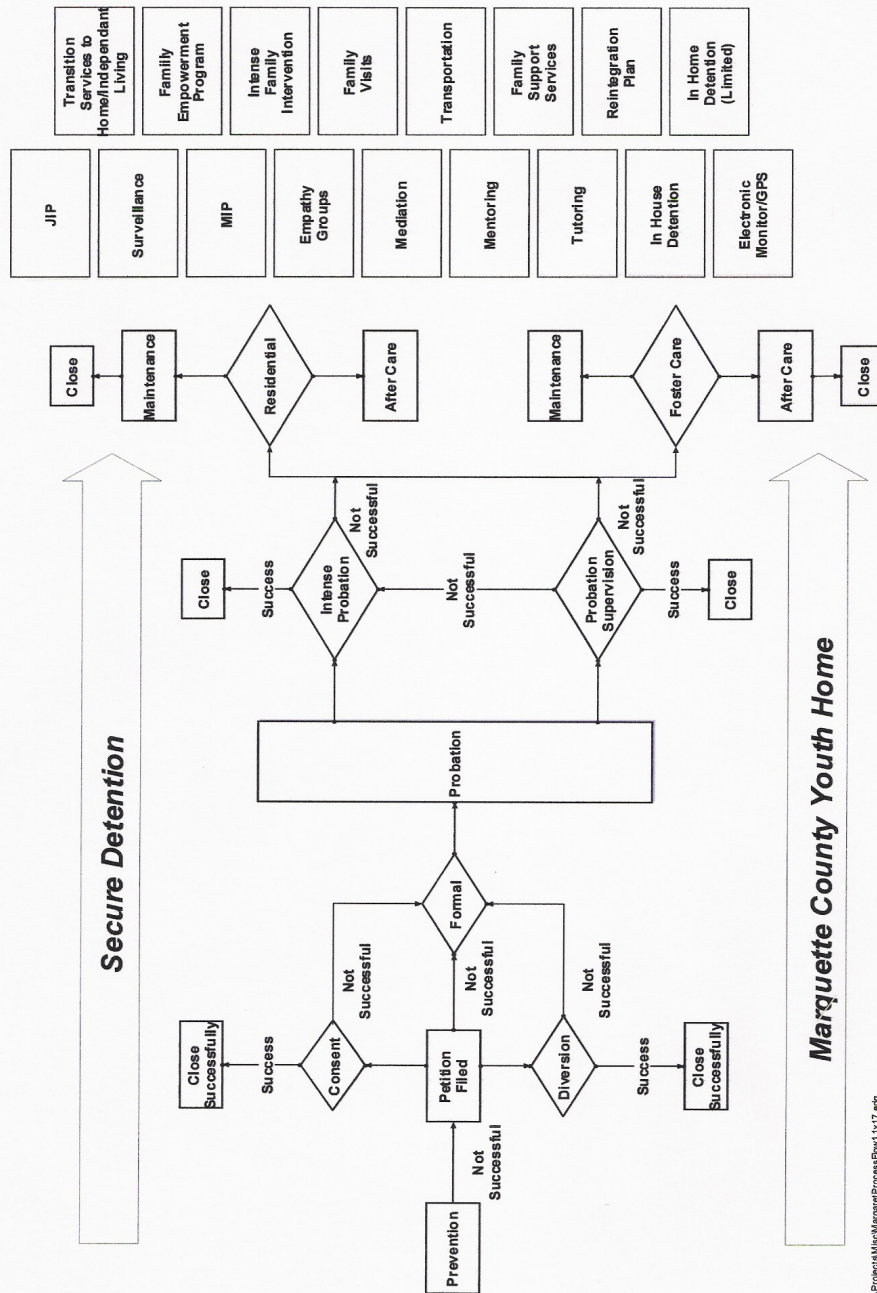 Secure Detention
Prevention
Not
Successful
Close
Successfully
Success
Consent
Not
Successful
Petition
Filed
Not
Successful
Diversion
Not
Successful
Success
Close
Successfully
Formal
Probation
Close
Success
Intense
Probation
Not
Successful
Not
Successful
Probation
Supervision
Not
Successful
Success
Close
Close
Maintenance
Residential
After Care
Maintenance
Foster Care
After Care
Close
JIP
Surveillance
MIP
Empathy
Groups
Mediation
Mentoring
Tutoring
In House
Detention
Electronic
Monitor/GPS
Transition
Services to
Home/Independant
Living
Famiily
Empowerment
Program
Intense
Family
Intervention
Family
Visits
Transportation
Family
Support
Services
Reintegration
Plan
In Home
Detention
(Limited)
Marquette County Youth Home